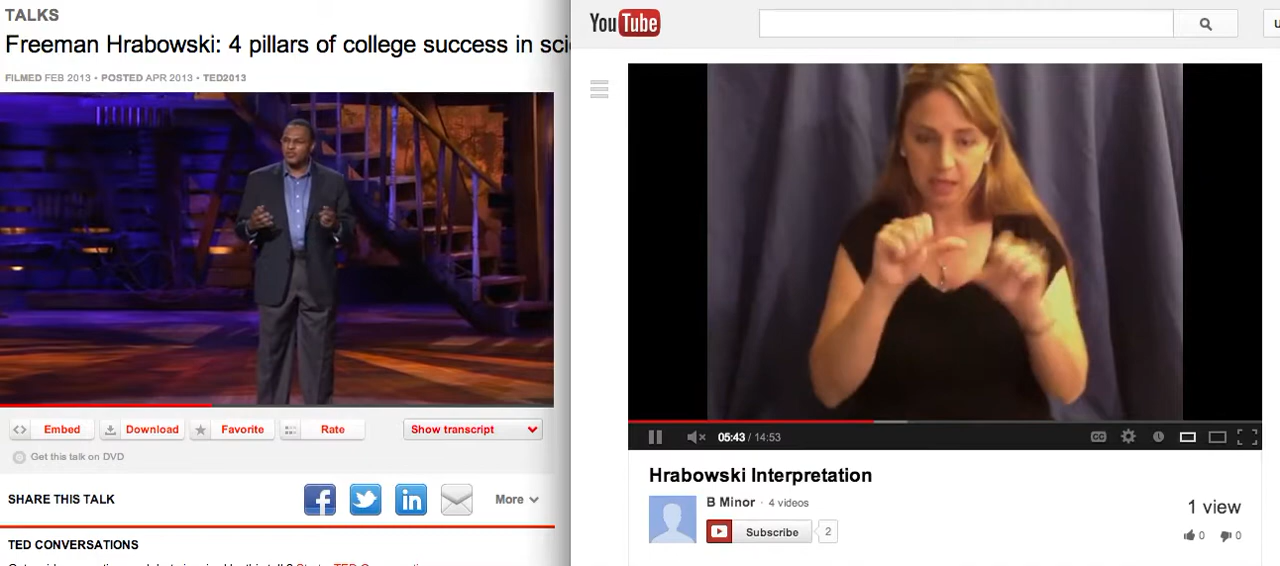 TALKS
Freeman Hrabowski: 4 pillars of college success in sci
FILMED FEB 2013 • POSTED APR 2013 • TED2013
Embed Download Favorite Rate Show transcript
Get this talk on DVD
SHARE THIS TALK
More
TED CONVERSATIONS
YouTube
05:43 / 14:53
CC
Hrabowski Interpretation
B Minor · 4 videos
Subscribe 2
1 view
0 0